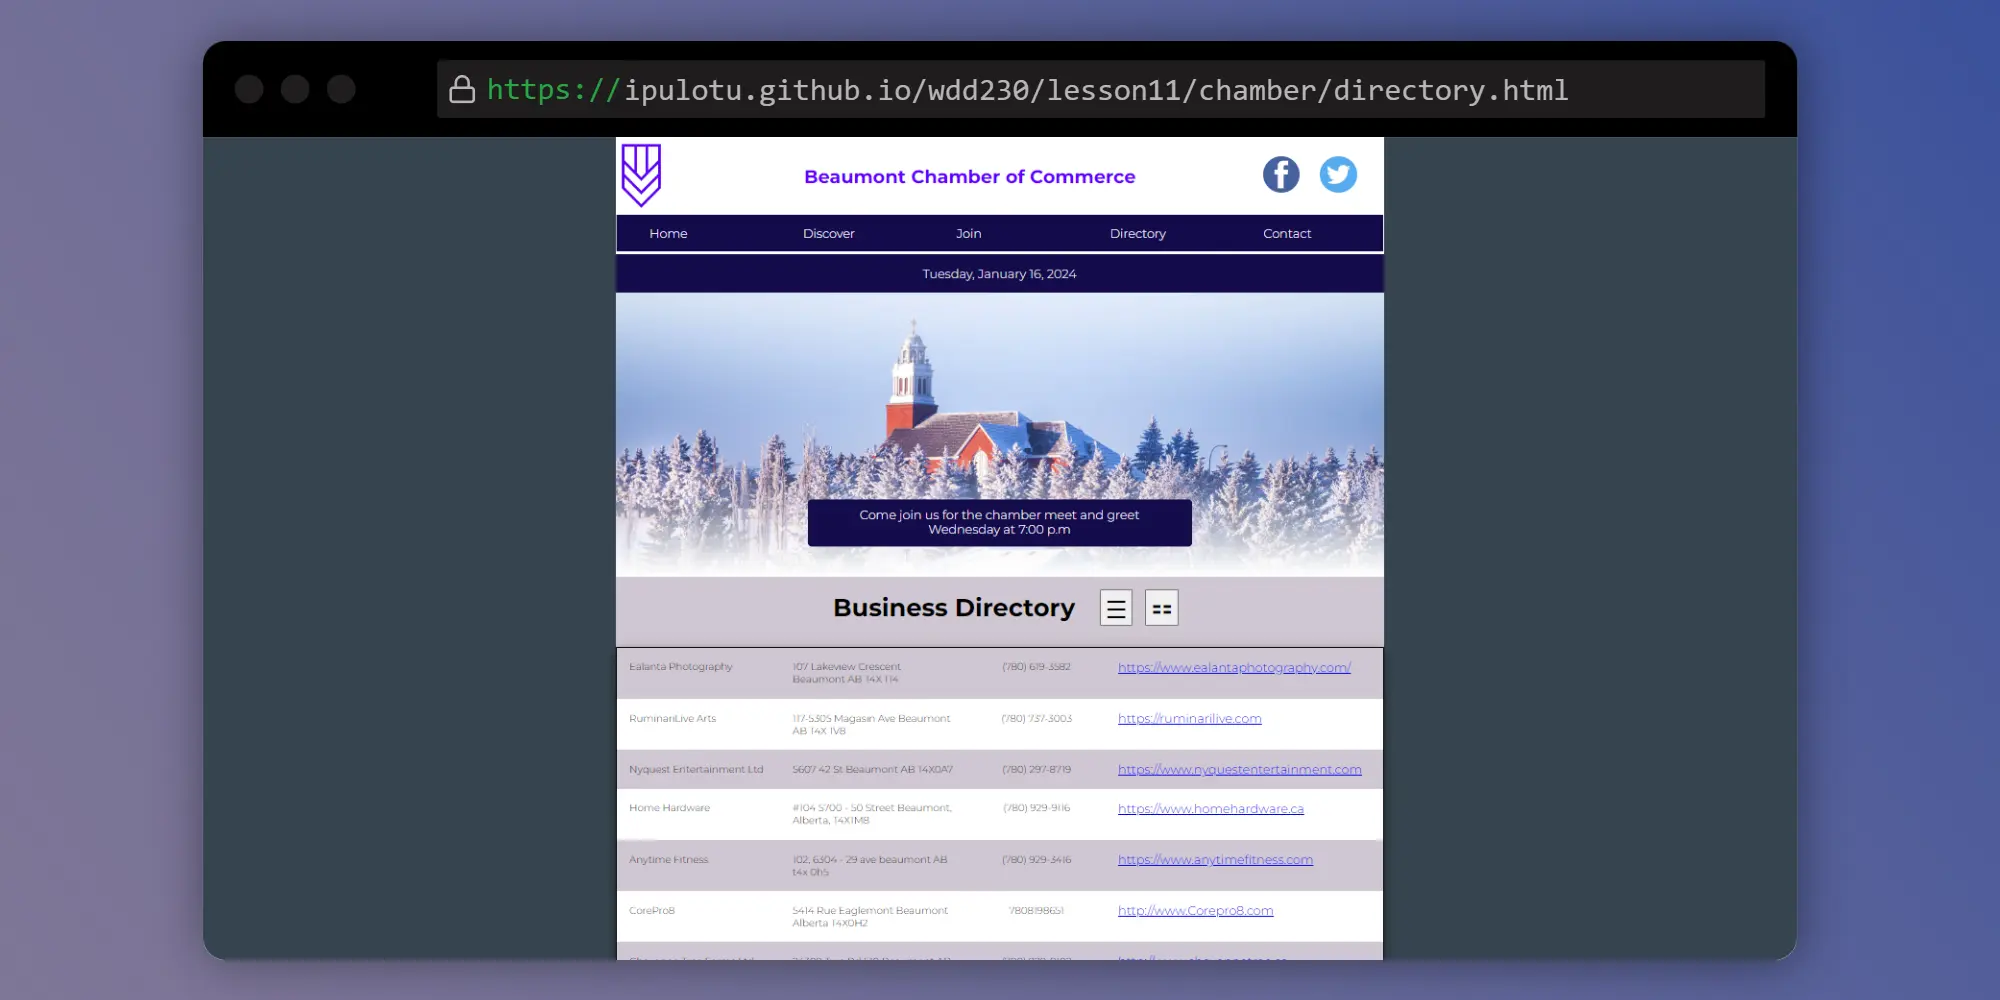 https://ipulotu.github.io/wdd230/lesson11/chamber/directory.html
Beaumont Chamber of Commerce
Home Discover Join Directory Contact
Tuesday, January 16, 2024
Come join us for the chamber meet and greet
Wednesday at 7:00 p.m
Business Directory
Ealanta Photography 107 Lakeview Crescent (780) 619-3582 https://www.ealantaphotography.com/
Beaumont AB T4X 1T4
RuminariLive Arts 117-5305 Magasin Ave Beaumont (780) 737-3003 https://ruminarilive.com
AB T4X 1V8
Nyquest Entertainment Ltd 5607 42 St Beaumont AB T4X0A7 (780) 297-8719 https://www.nyquestentertainment.com
Home Hardware #104 5700 - 50 Street Beaumont, (780) 929-9116 https://www.homehardware.ca
Alberta, T4X1M8
Anytime Fitness 102, 6304 - 29 ave beaumont AB (780) 929-3416 https://www.anytimefitness.com
t4x 0h5
CorePro8 5414 Rue Eaglemont Beaumont 7808198651 http://www.Corepro8.com
Alberta T4X0H2